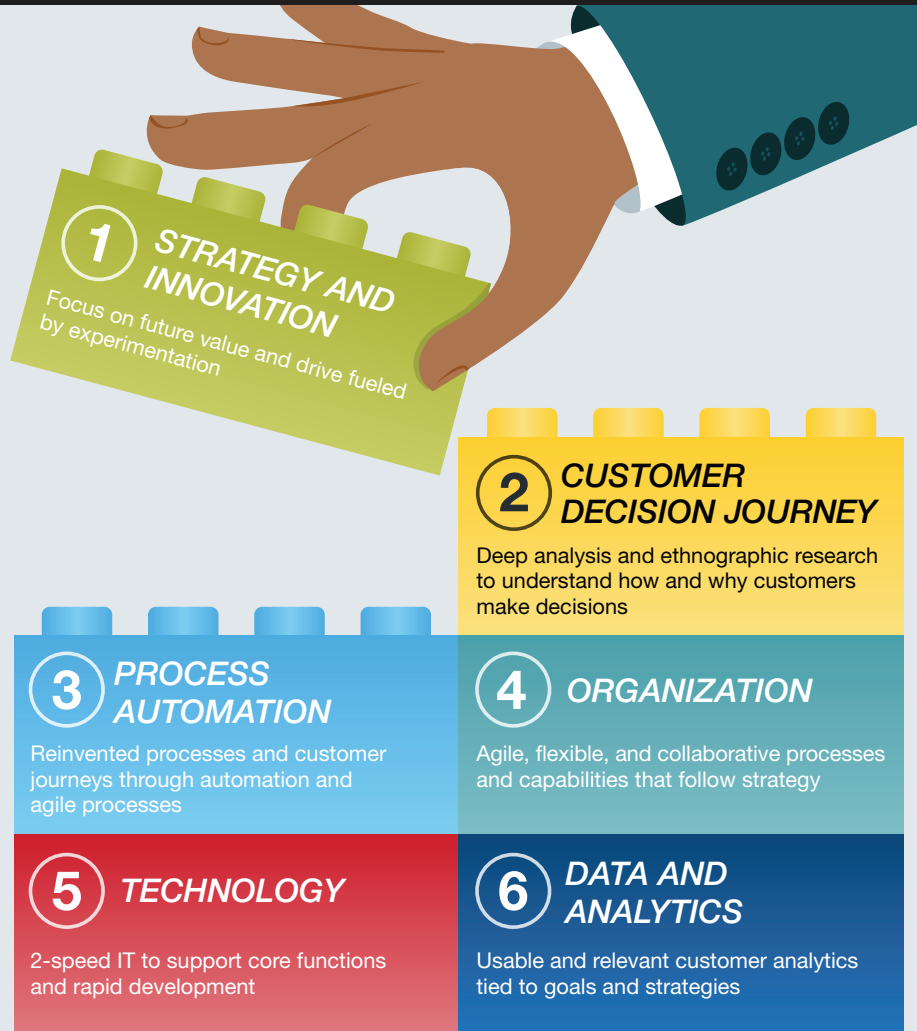 1
STRATEGY AND
INNOVATION
Focus on future value and drive fueled
by experimentation
2
CUSTOMER
DECISION JOURNEY
Deep analysis and ethnographic research
to understand how and why customers
make decisions
3
PROCESS
AUTOMATION
Reinvented processes and customer
journeys through automation and
agile processes
4
ORGANIZATION
Agile, flexible, and collaborative processes
and capabilities that follow strategy
5
TECHNOLOGY
2-speed IT to support core functions
and rapid development
6
DATA AND
ANALYTICS
Usable and relevant customer analytics
tied to goals and strategies